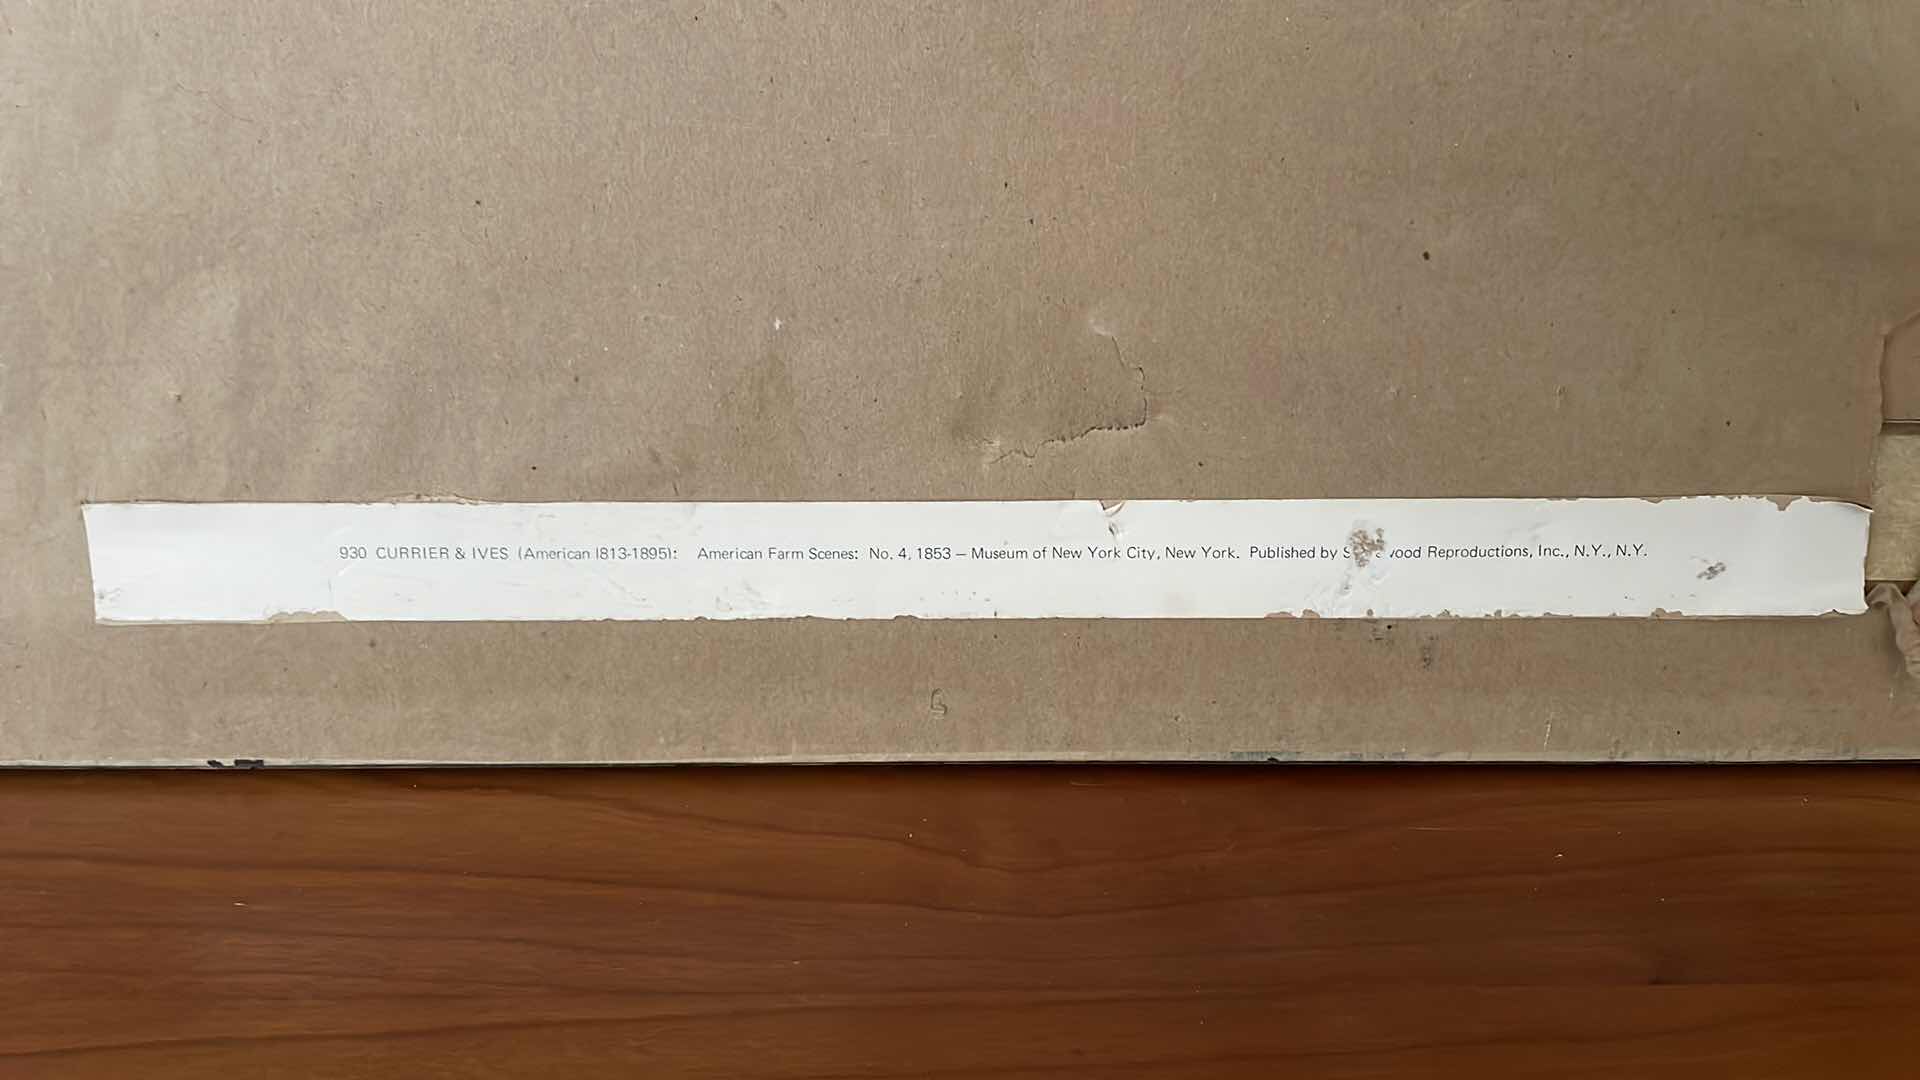 930 CURRIER & IVES (American 1813-1895): American Farm Scenes: No. 4, 1853 — Museum of New York City, New York. Published by Reproductions, Inc., N.Y., N.Y.